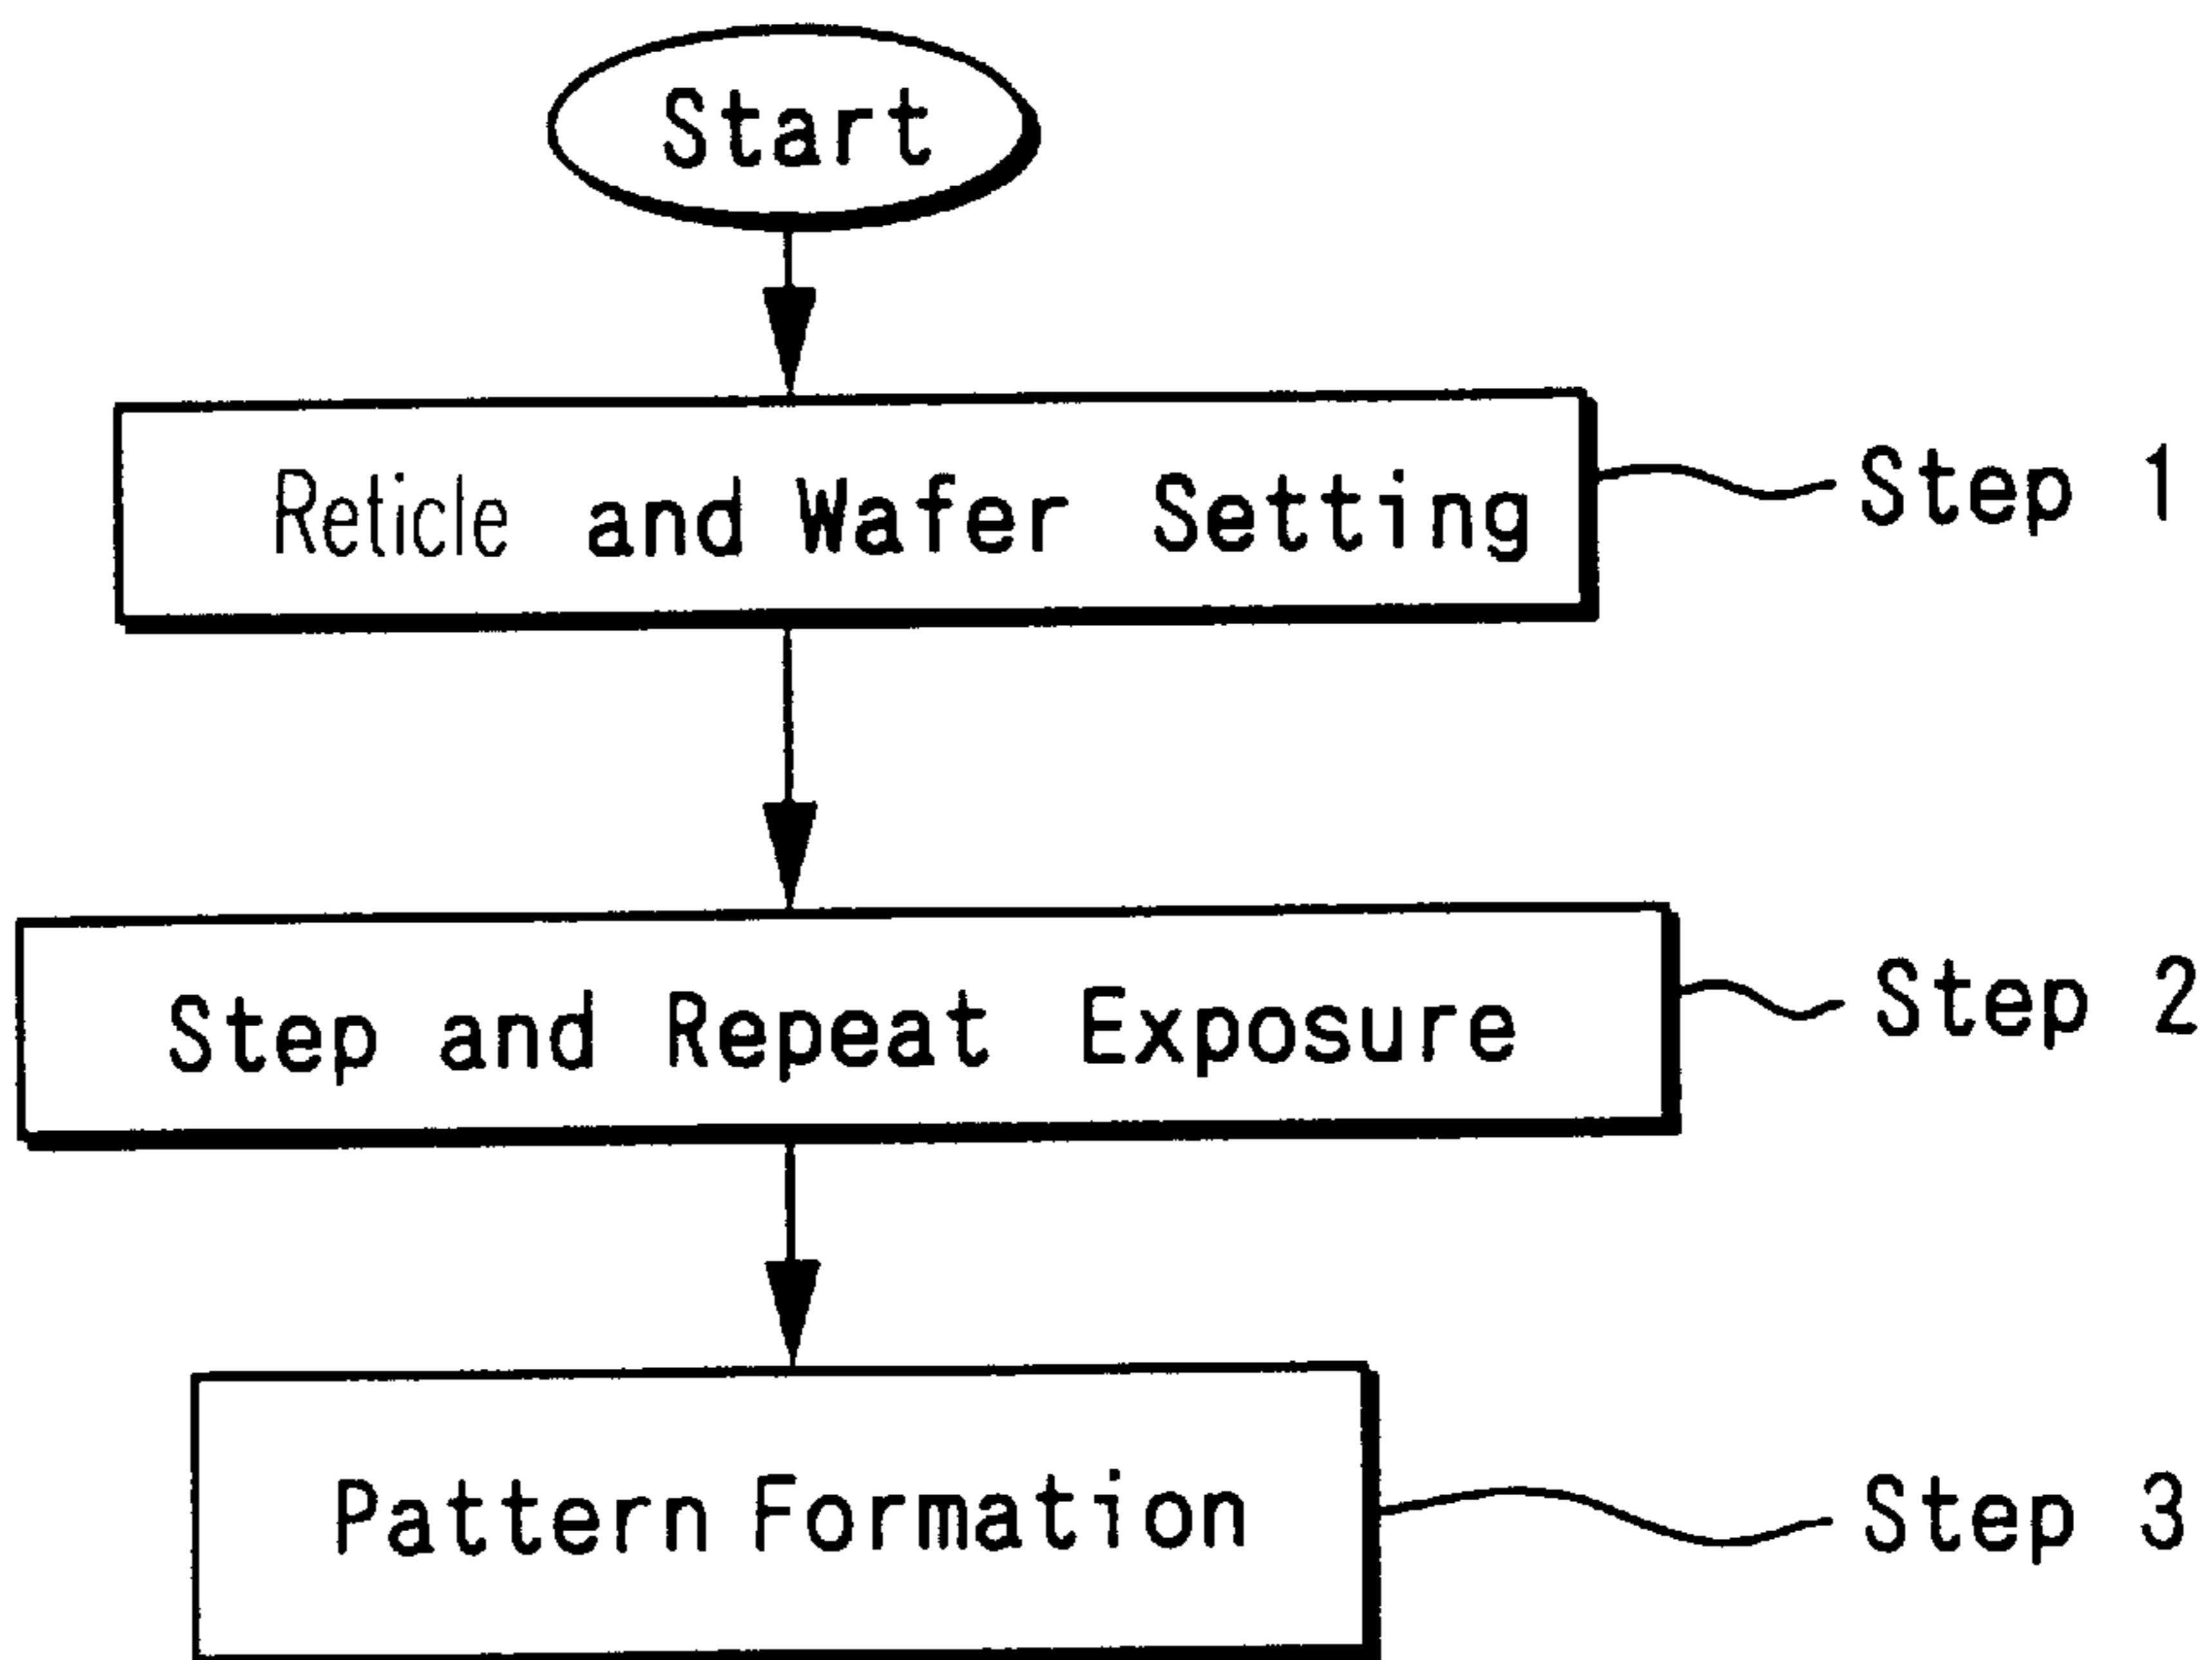 Start
Reticle and Wafer Setting
Step 1
Step and Repeat Exposure
Step 2
Pattern Formation
Step 3